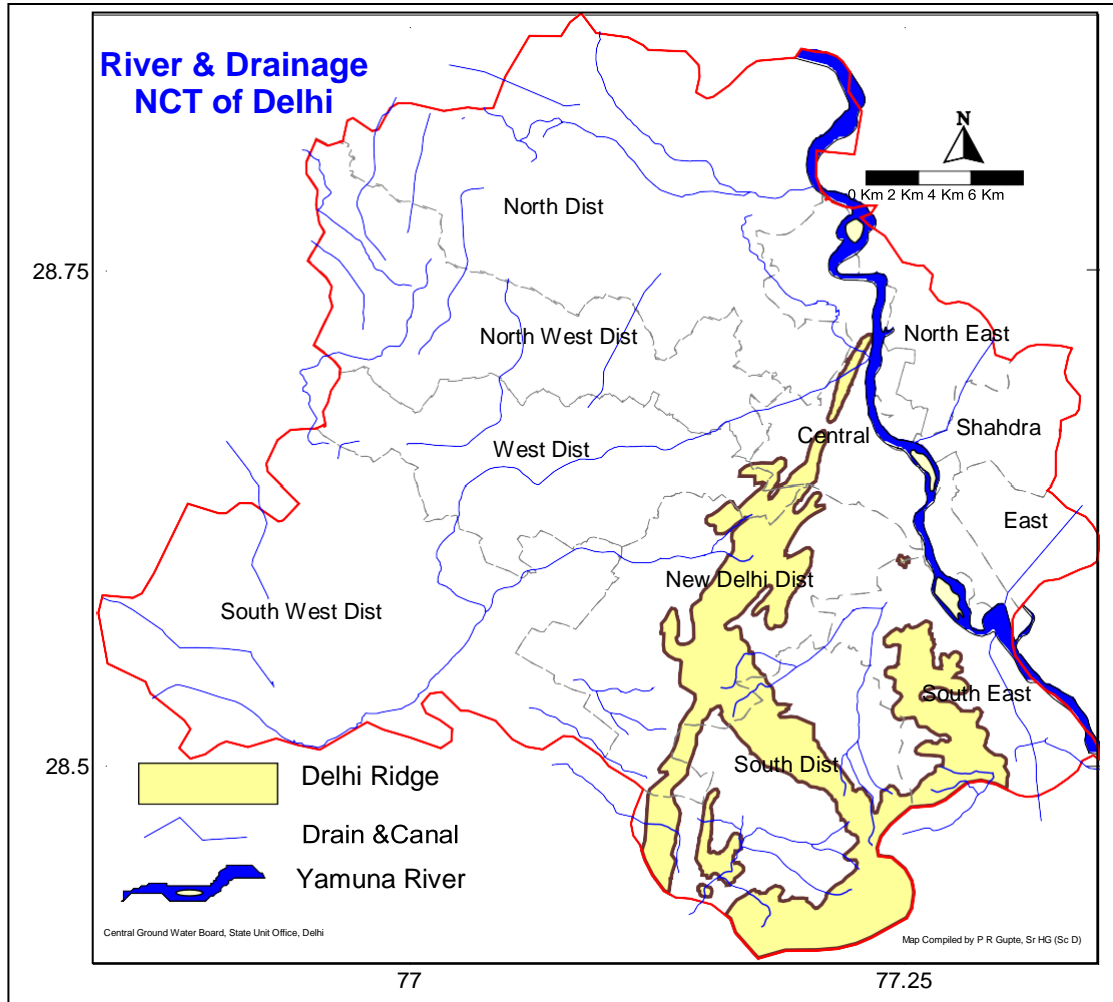 River & Drainage
NCT of Delhi
N
0 Km 2 Km 4 Km 6 Km
North Dist
28.75
North West Dist
North East
Central
Shahdra
West Dist
East
New Delhi Dist
South West Dist
South East
South Dist
28.5
Delhi Ridge
Drain &Canal
Yamuna River
Central Ground Water Board, State Unit Office, Delhi
Map Compiled by P R Gupte, Sr HG (Sc D)
77
77.25